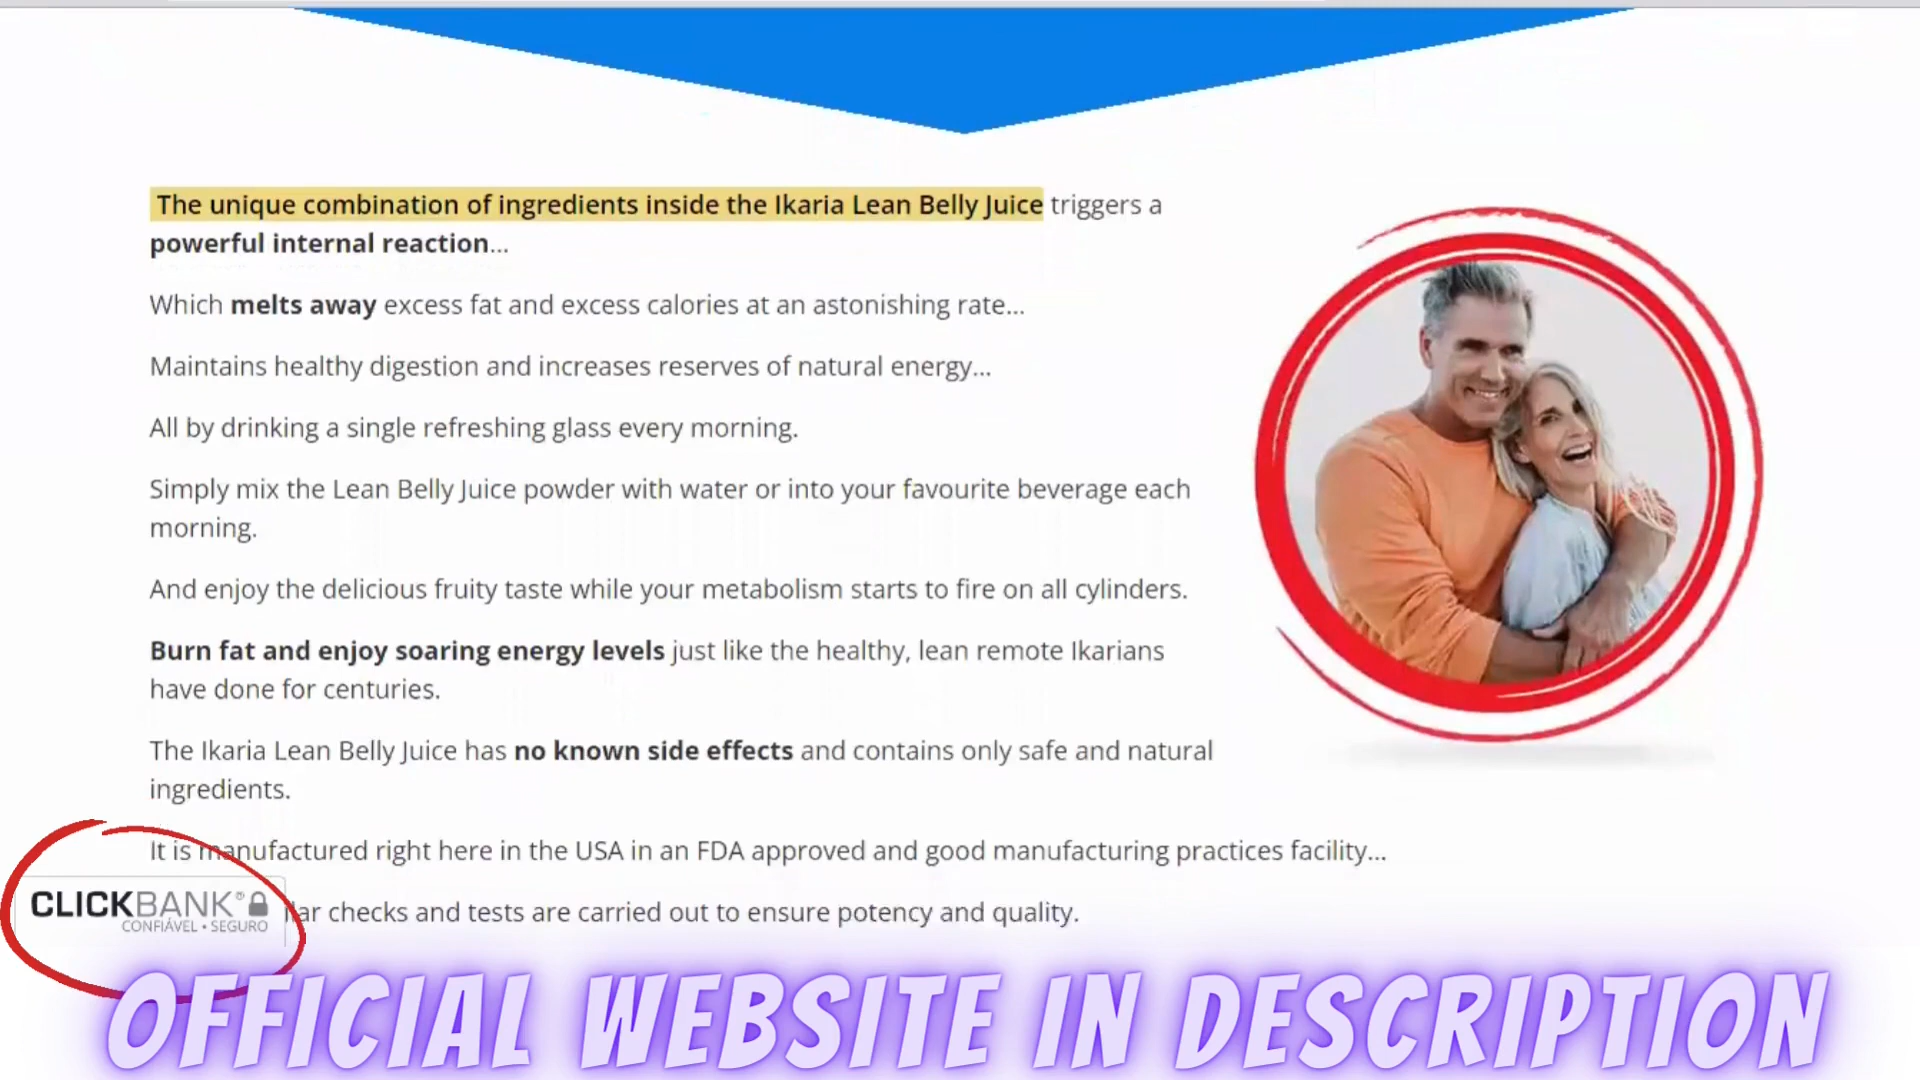 The unique combination of ingredients inside the Ikaria Lean Belly Juice triggers a
powerful internal reaction...
Which melts away excess fat and excess calories at an astonishing rate...
Maintains healthy digestion and increases reserves of natural energy...
All by drinking a single refreshing glass every morning.
Simply mix the Lean Belly Juice powder with water or into your favourite beverage each
morning.
And enjoy the delicious fruity taste while your metabolism starts to fire on all cylinders.
Burn fat and enjoy soaring energy levels just like the healthy, lean remote Ikarians
have done for centuries.
The Ikaria Lean Belly Juice has no known side effects and contains only safe and natural
ingredients.
It is manufactured right here in the USA in an FDA approved and good manufacturing practices facility...
CLICKBANK®
CONFIÁVEL • SEGURO
checks and tests are carried out to ensure potency and quality.
OFFICIAL WEBSITE IN DESCRIPTION